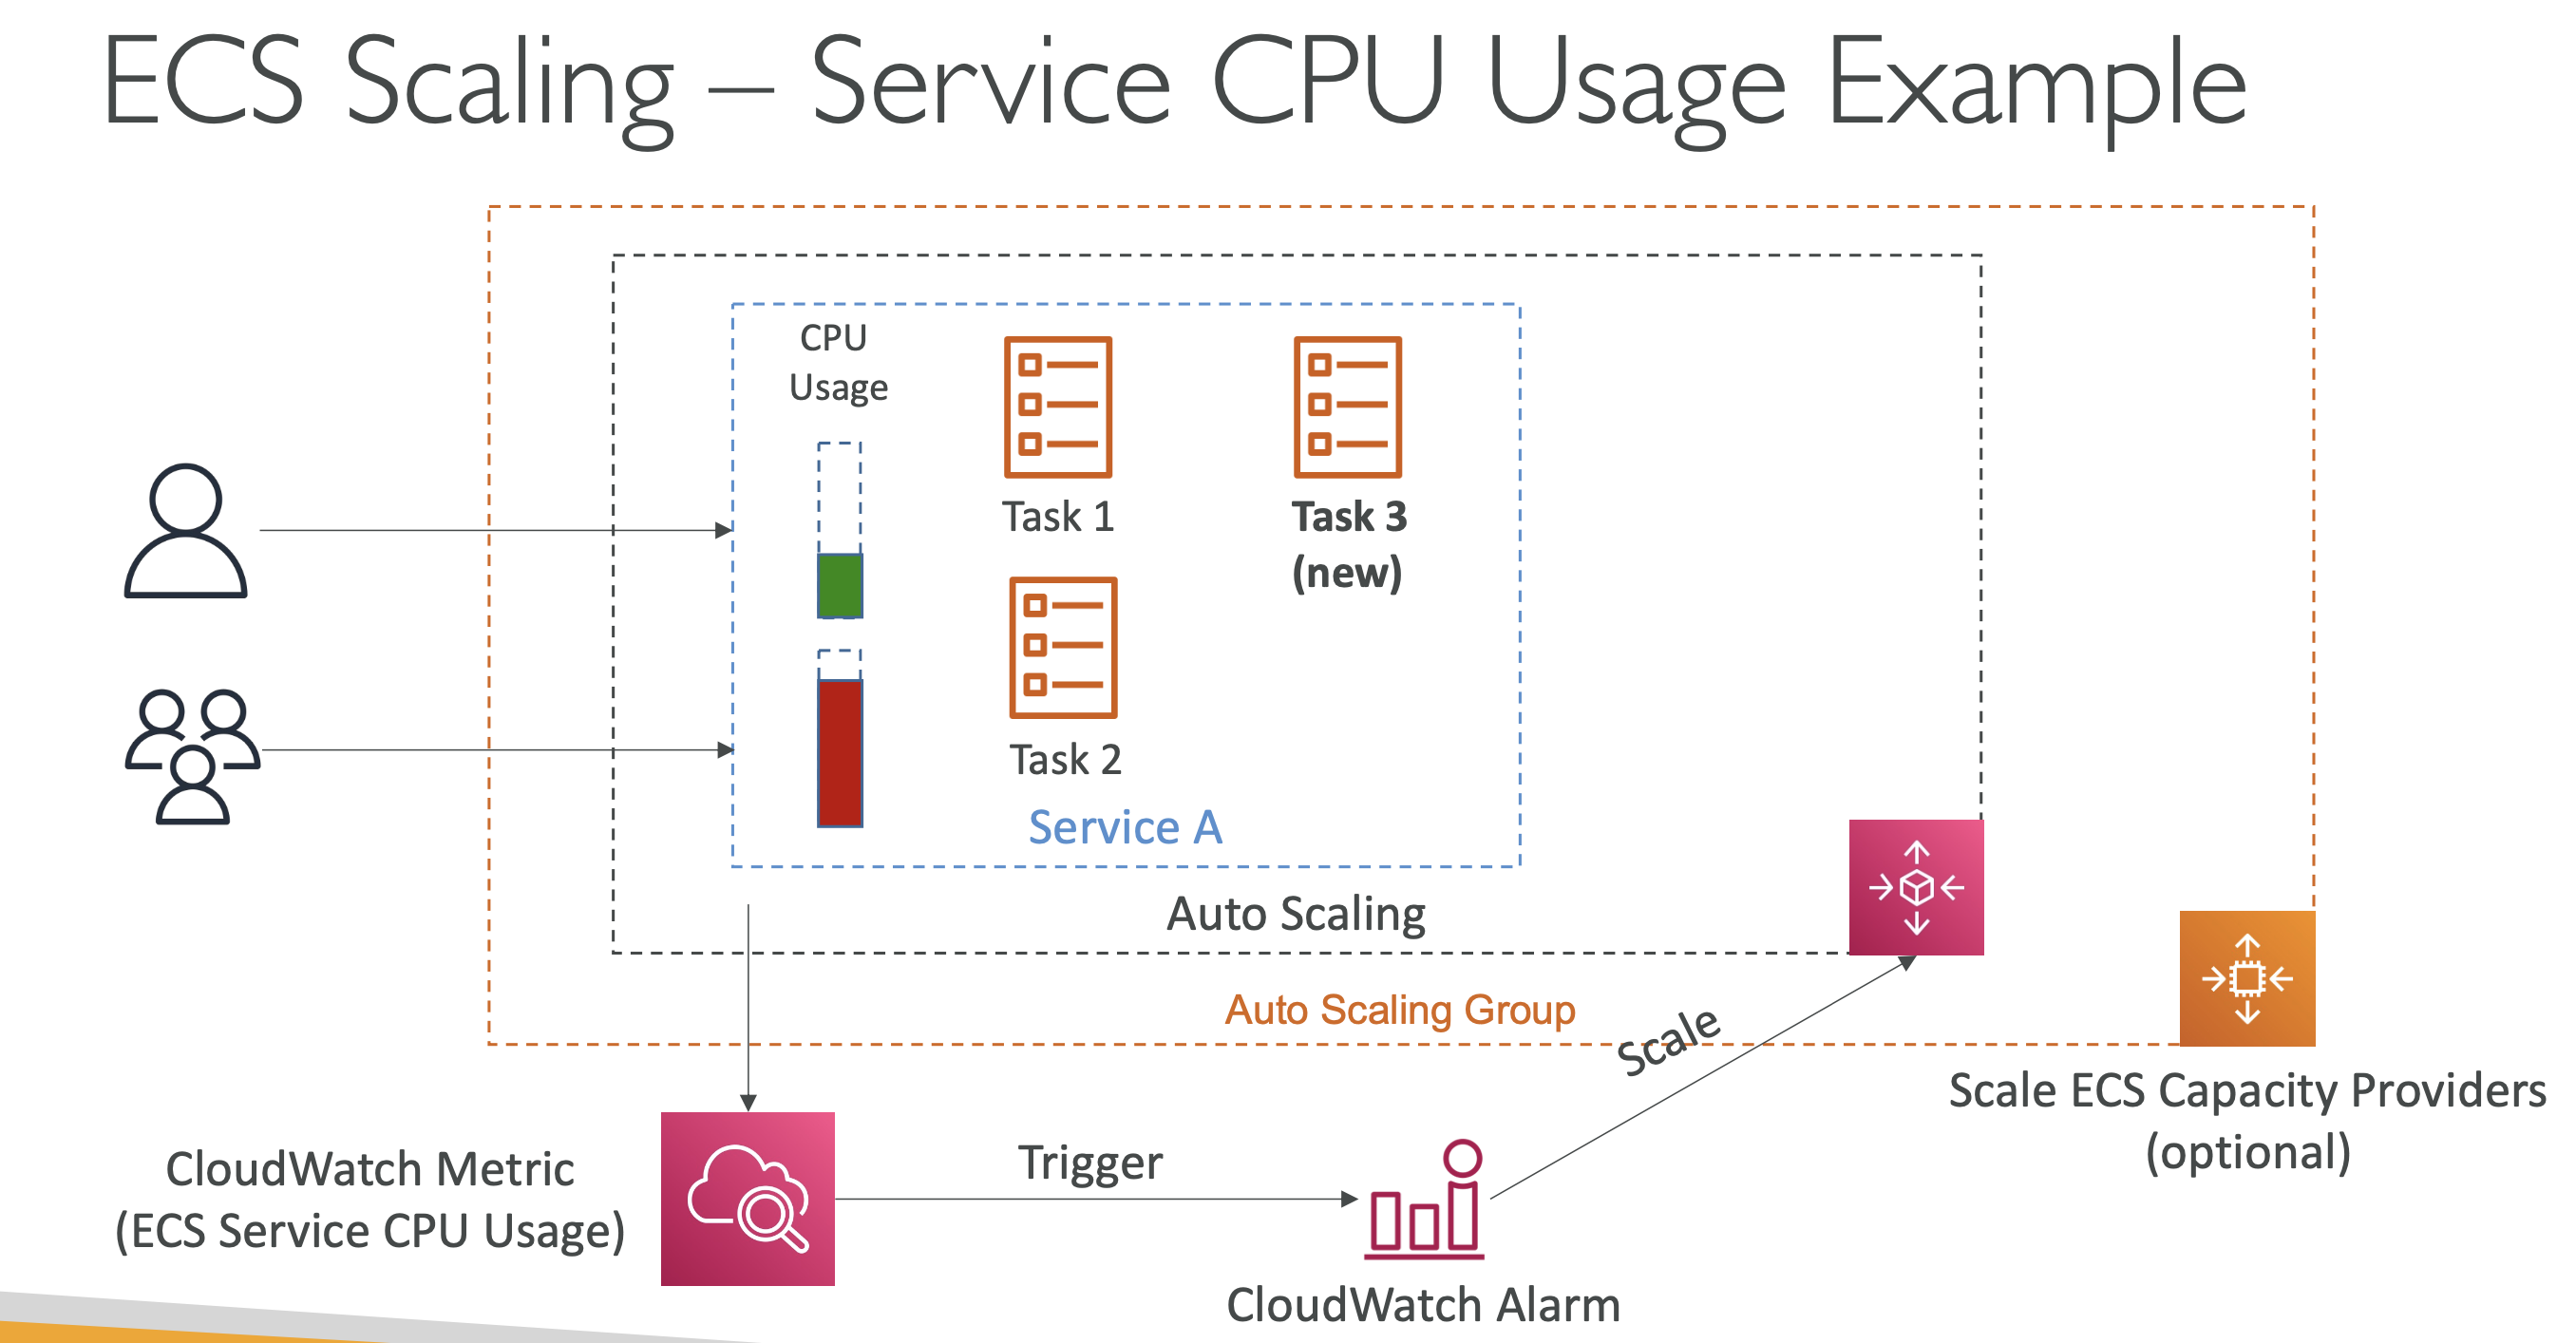 ECS Scaling – Service CPU Usage Example
CPU
Usage
Task 1
Task 3
(new)
Task 2
Service A
Auto Scaling
Auto Scaling Group
Scale
Scale ECS Capacity Providers
(optional)
CloudWatch Metric
(ECS Service CPU Usage)
Trigger
CloudWatch Alarm